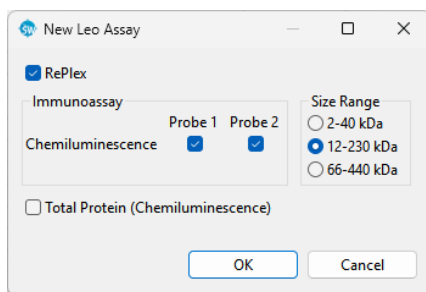 SW New Leo Assay
RePlex
Immunoassay
Probe 1 Probe 2
Chemiluminescence
Size Range
2-40 kDa
12-230 kDa
66-440 kDa
Total Protein (Chemiluminescence)
OK Cancel